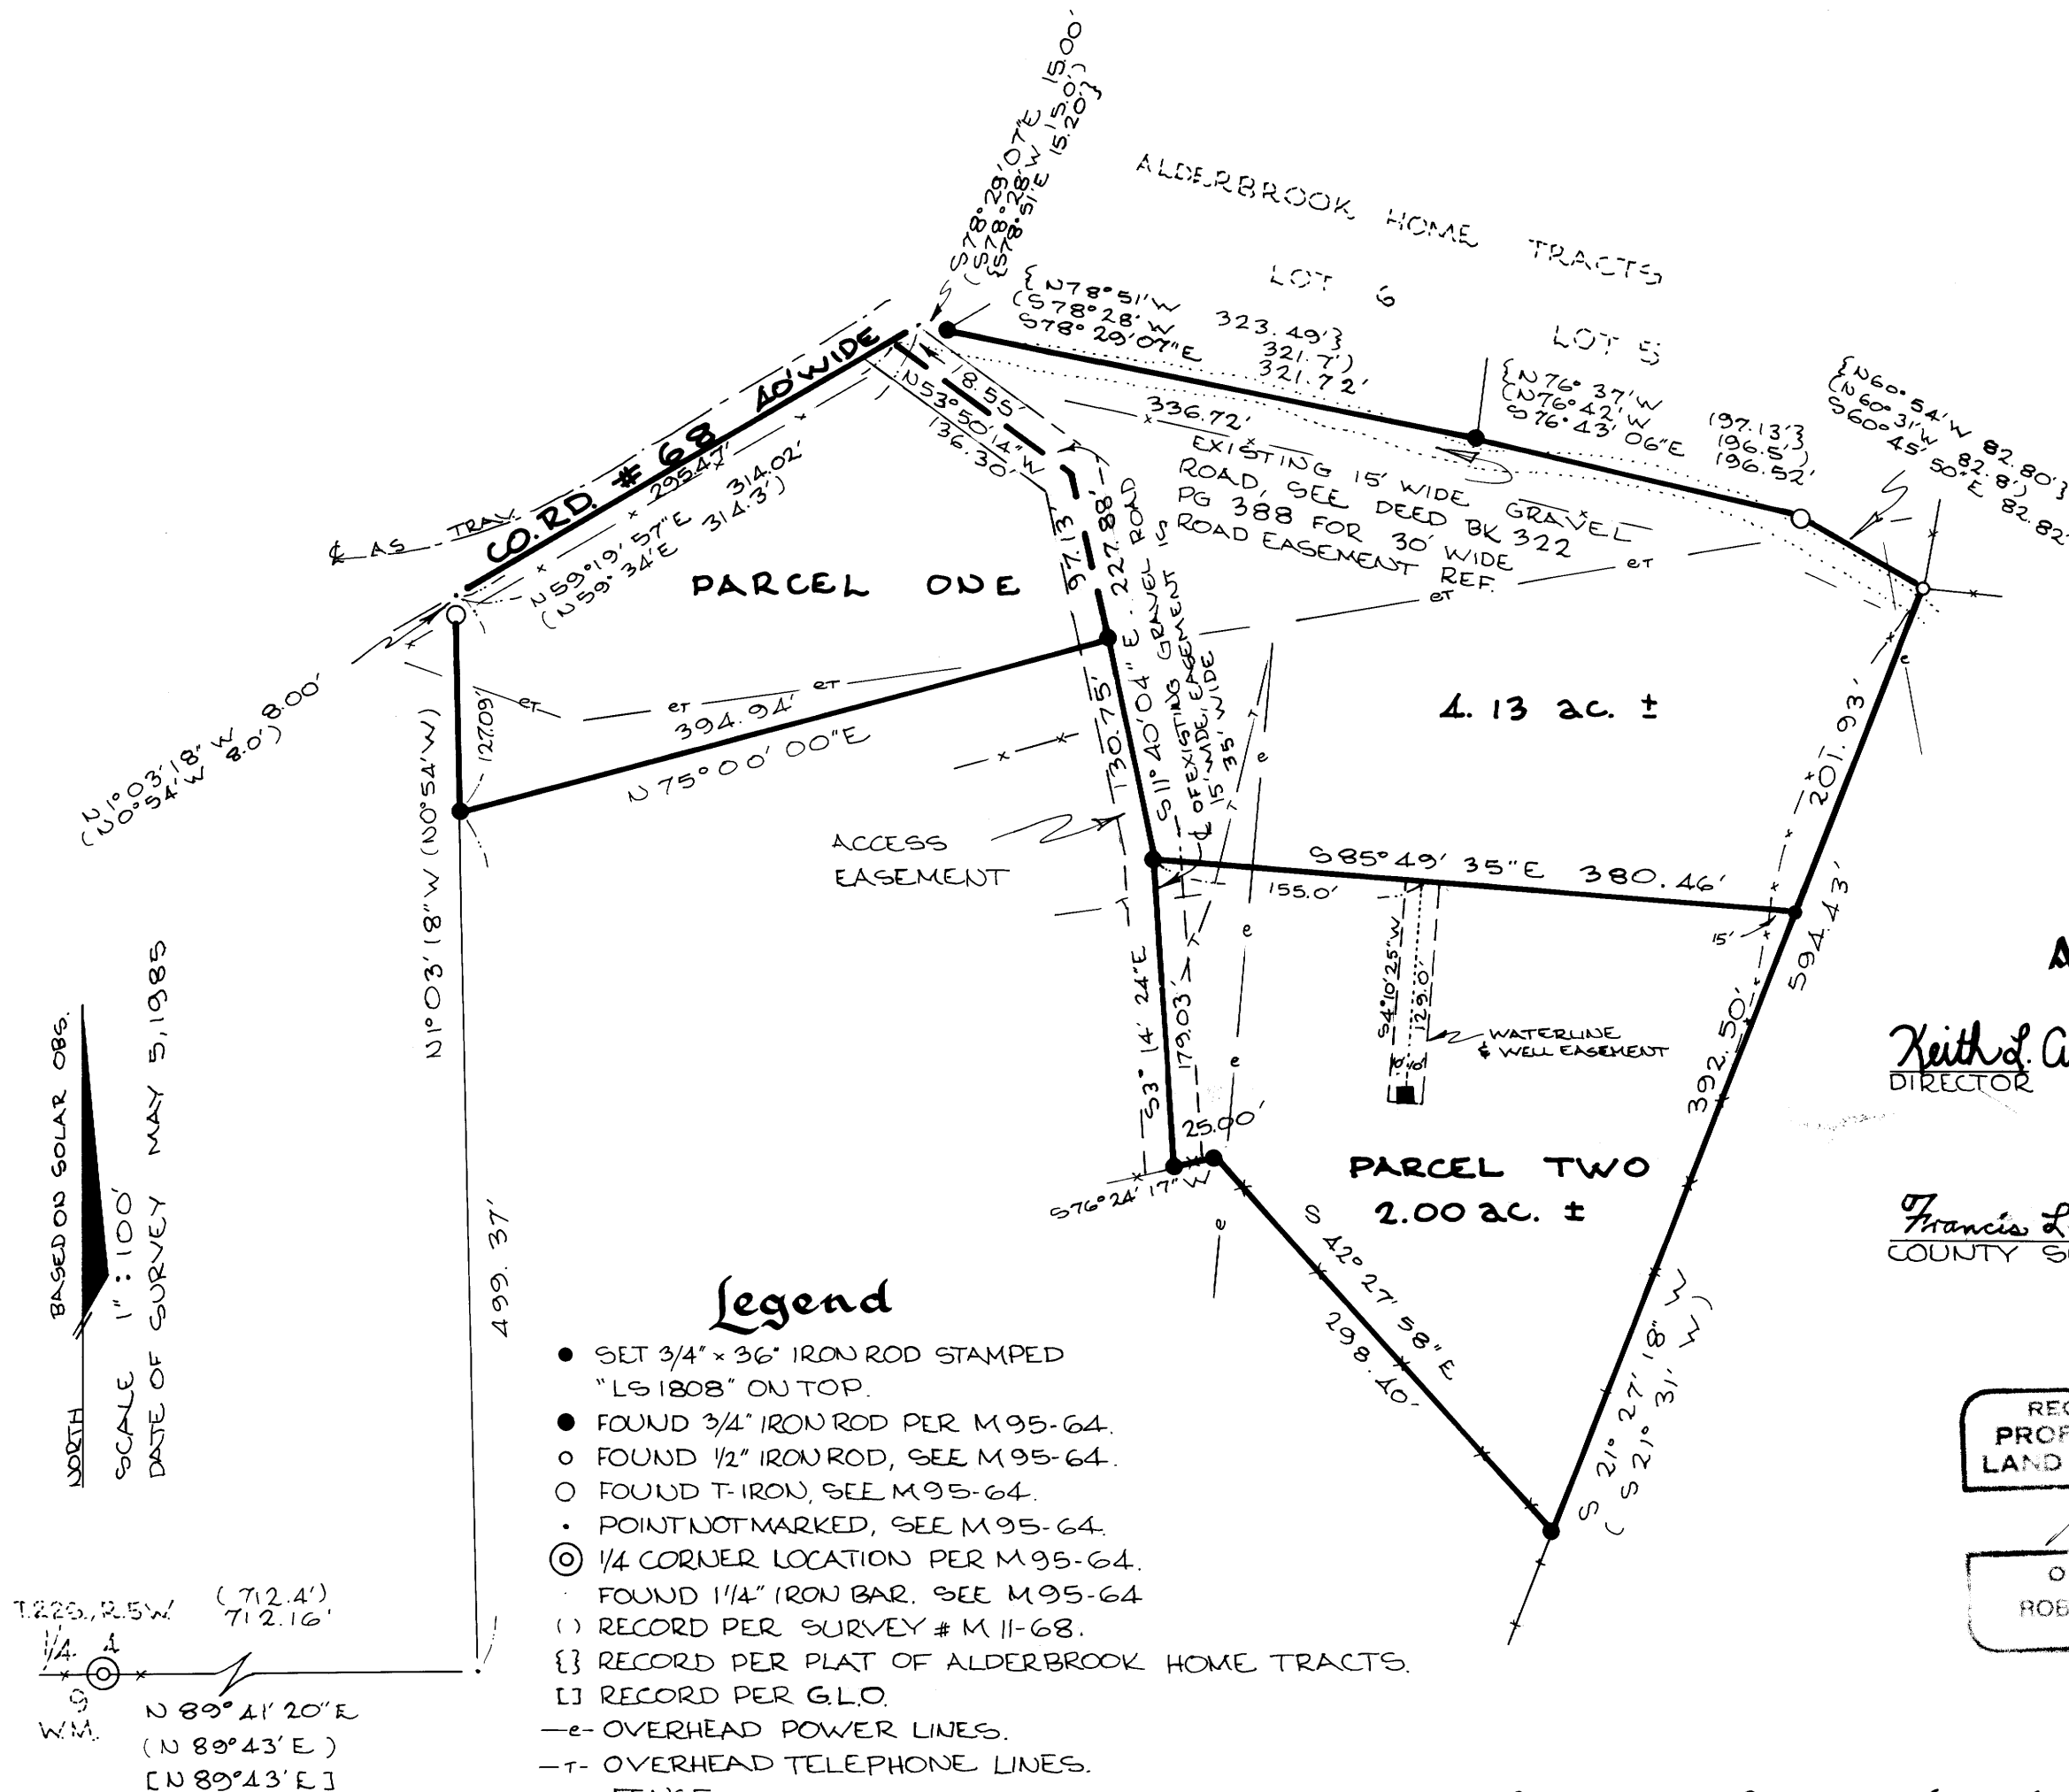 S78°29'07"E 15.00'
(S78°28'W 15.0')
{S78°51'E 15.20'}
ALDERBROOK HOME TRACTS
LOT 6
LOT 5
{N78°51'W 323.49'}
(S78°28'W 321.7')
S78°29'07"E 321.72'
{N76°37'W 197.13'}
(N76°42'W 196.5')
S76°43'06"E 196.52'
{N60°54'W 82.80'}
(N60°31'W 82.8')
S60°45'50"E 82.82'
CO. RD. # 68 40' WIDE
295.47'
℄ AS TRAV.
N59°19'57"E 314.02'
(N59°34'E 314.3')
18.55'
N53°50'14"W
136.30'
336.72'
EXISTING 15' WIDE GRAVEL
ROAD, SEE DEED BK 322
PG 388 FOR 30' WIDE
ROAD EASEMENT REF.
97.13'
227.88'
130.75'
S11°40'04"E
℄ OF EXISTING GRAVEL ROAD
15' WIDE, EASEMENT IS
35' WIDE
PARCEL ONE
4.13 ac. ±
394.94'
N75°00'00"E
127.09'
N1°03'18"W 8.00'
(N0°54'W 8.0')
N1°03'18"W (N0°54'W)
499.37'
ACCESS
EASEMENT
S85°49'35"E 380.46'
155.0'
15'
201.93'
594.43'
392.50'
S4°10'25"W
129.0'
WATERLINE
& WELL EASEMENT
S3°14'24"E
179.03'
25.00'
S76°24'17"W
PARCEL TWO
2.00 ac. ±
S42°27'58"E
298.40'
S21°27'18"W
(S21°31'W)
NORTH BASED ON SOLAR OBS.
SCALE 1":100'
DATE OF SURVEY MAY 5,1985
Keith L.
DIRECTOR
Francis L.
COUNTY
Legend
SET 3/4" x 36" IRON ROD STAMPED
"LS 1808" ON TOP.
FOUND 3/4" IRON ROD PER M95-64.
FOUND 1/2" IRON ROD, SEE M95-64.
FOUND T-IRON, SEE M95-64.
POINT NOT MARKED, SEE M95-64.
1/4 CORNER LOCATION PER M95-64.
FOUND 1 1/4" IRON BAR. SEE M95-64
( ) RECORD PER SURVEY # M11-68.
{ } RECORD PER PLAT OF ALDERBROOK HOME TRACTS.
[ ] RECORD PER G.L.O.
-e- OVERHEAD POWER LINES.
-T- OVERHEAD TELEPHONE LINES.
T.22S., R.5W.
1/4 4
9
W.M.
(712.4')
712.16'
N89°41'20"E
(N89°43'E)
[N89°43'E]
LAND